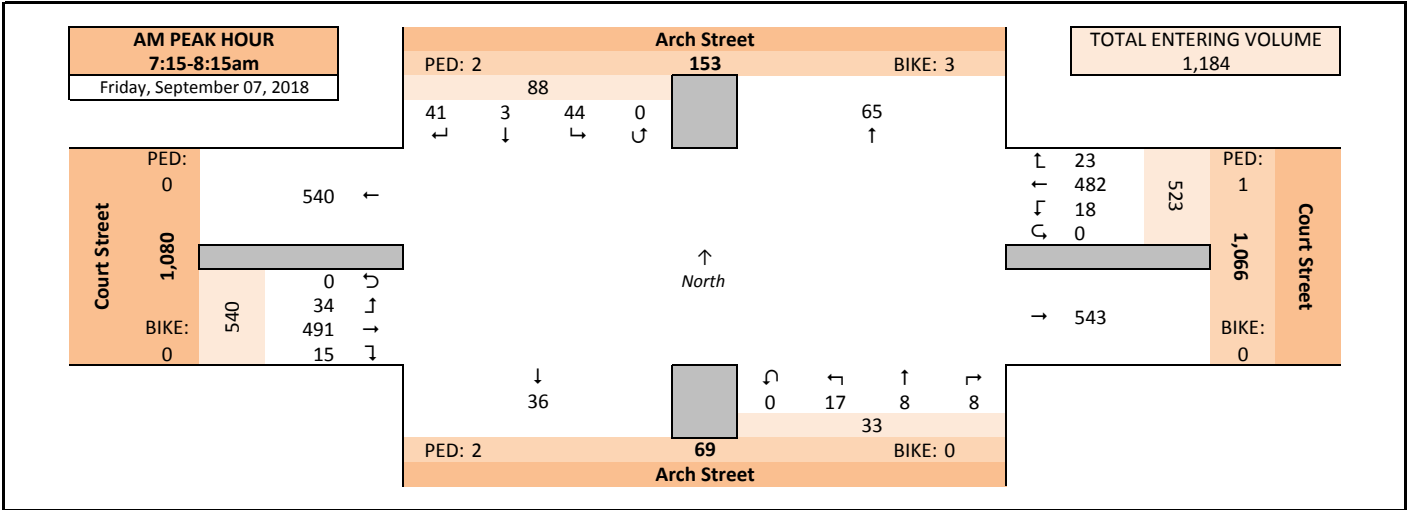 AM PEAK HOUR
7:15-8:15am
Friday, September 07, 2018
Arch Street
PED: 2 153 BIKE: 3
88
41 3 44 0
65
TOTAL ENTERING VOLUME
1,184
Court Street
PED:
0
1,080
BIKE:
0
540
540
0
34
491
15
North
23
482
18
0
523
543
PED:
1
1,066
BIKE:
0
Court Street
36
0 17 8 8
33
PED: 2 69 BIKE: 0
Arch Street